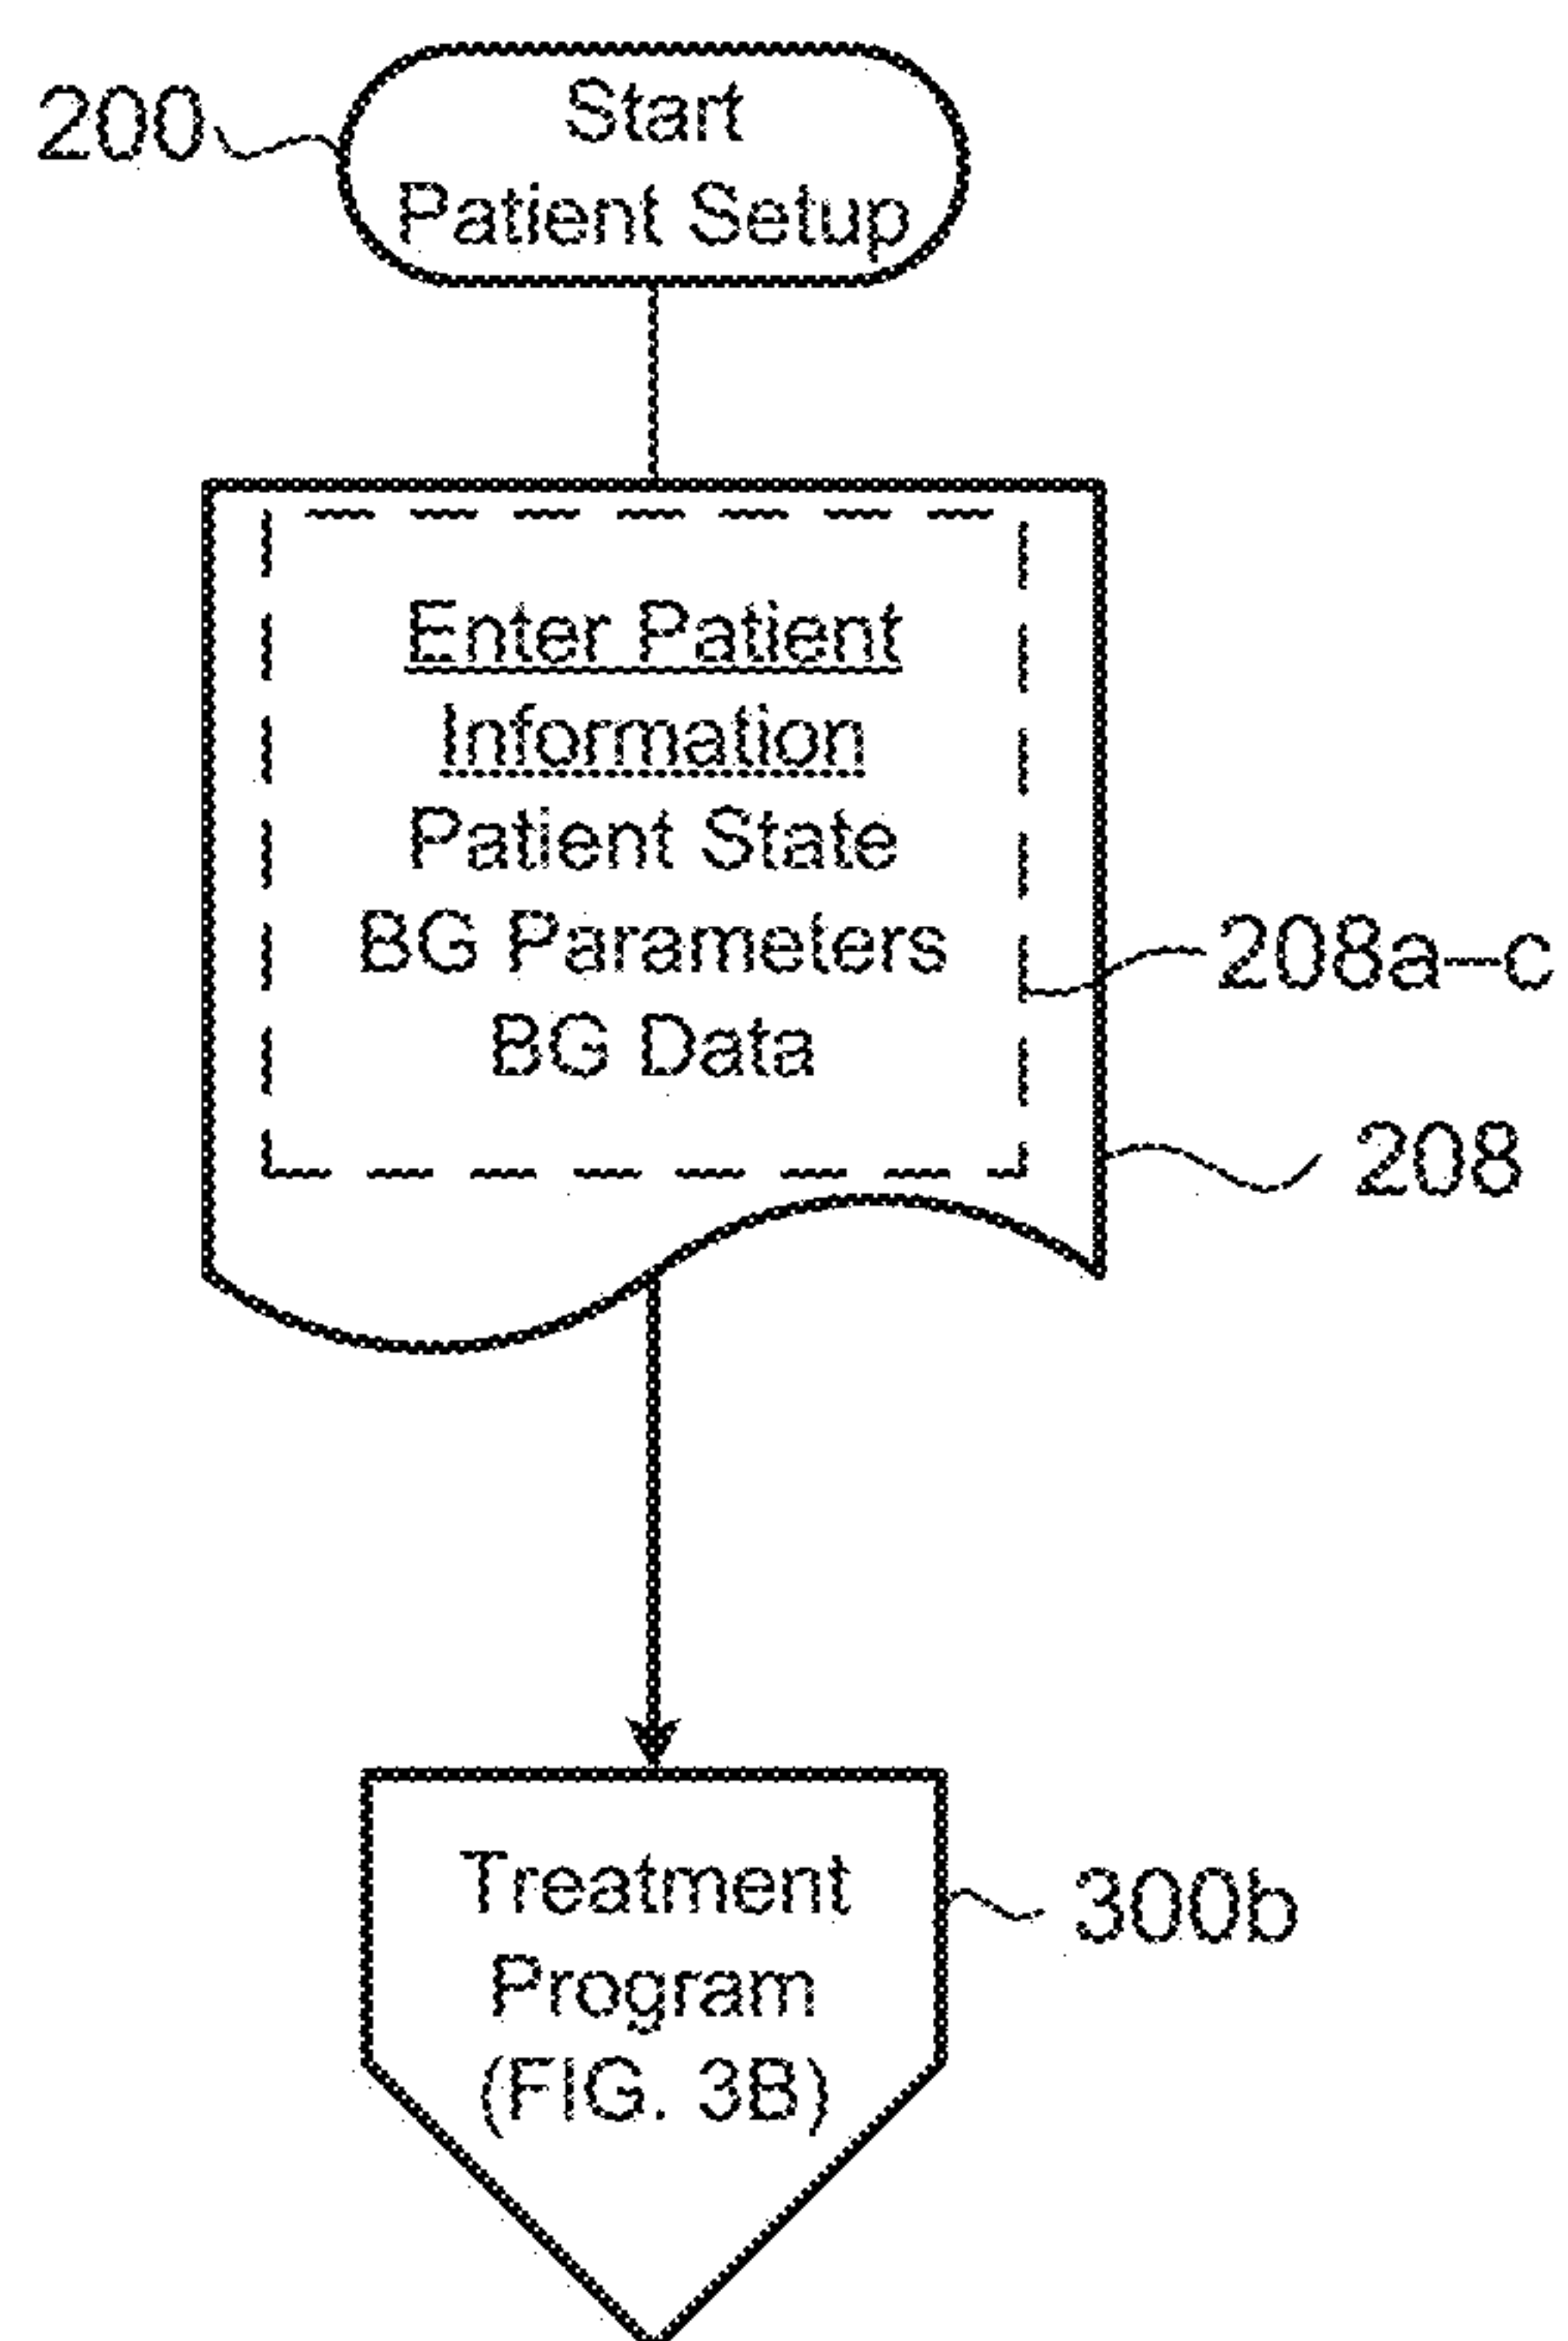 200
Start
Patient Setup
Enter Patient
Information
Patient State
BG Parameters
BG Data
208a–c
208
Treatment
Program
(FIG. 3B)
300b